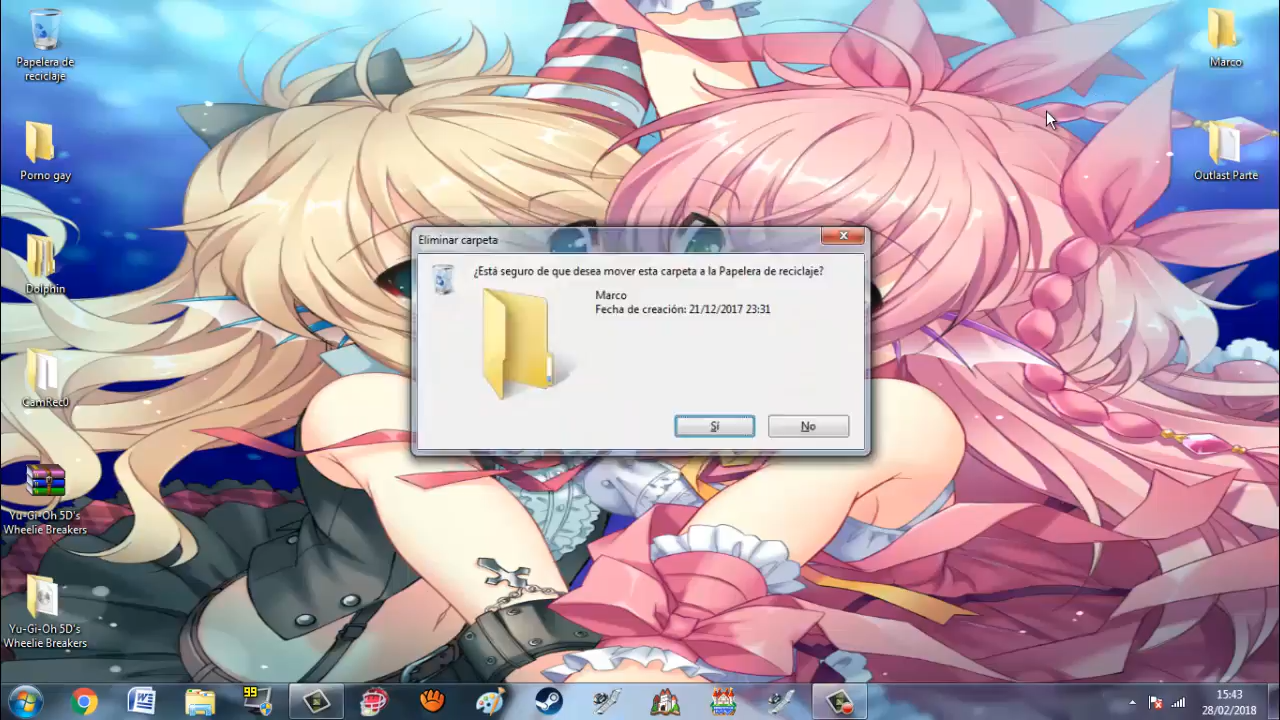 Papelera de
reciclaje
Porno gay
Dolphin
CamRec0
Yu-Gi-Oh 5D's
Wheelie Breakers
Yu-Gi-Oh 5D's
Wheelie Breakers
Marco
Outlast Parte
Eliminar carpeta
¿Está seguro de que desea mover esta carpeta a la Papelera de reciclaje?
Marco
Fecha de creación: 21/12/2017 23:31
Sí
No
99
15:43
28/02/2018